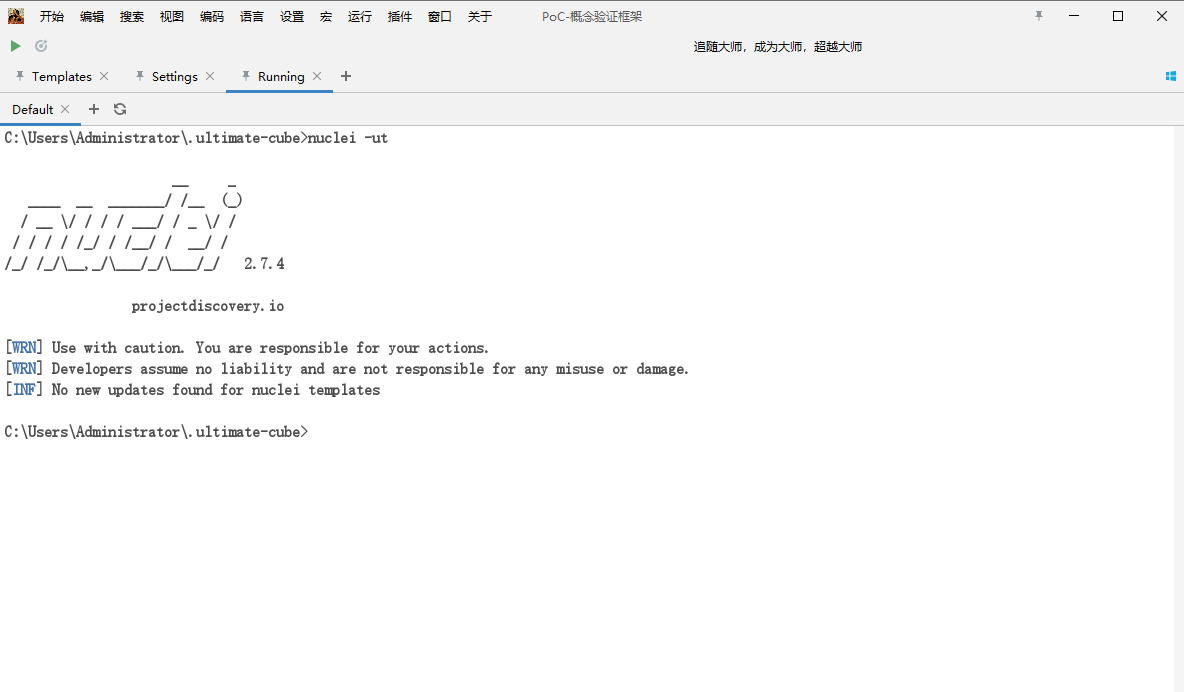 开始 编辑 搜索 视图 编码 语言 设置 宏 运行 插件 窗口 关于 PoC-概念验证框架
追随大师，成为大师，超越大师
Templates Settings Running
Default
C:\Users\Administrator\.ultimate-cube>nuclei -ut
                     __     _
   ____  __  _______/ /__  (_)
  / __ \/ / / / ___/ / _ \/ /
 / / / / /_/ / /__/ /  __/ /
/_/ /_/\__,_/\___/_/\___/_/   2.7.4
projectdiscovery.io
[WRN] Use with caution. You are responsible for your actions.
[WRN] Developers assume no liability and are not responsible for any misuse or damage.
[INF] No new updates found for nuclei templates
C:\Users\Administrator\.ultimate-cube>